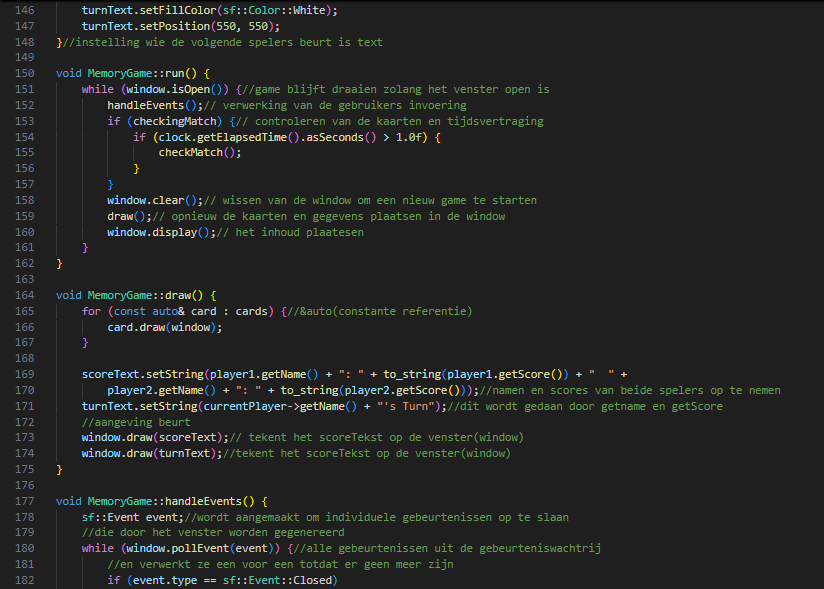 146 turnText.setFillColor(sf::Color::White);
147 turnText.setPosition(550, 550);
148 }//instelling wie de volgende spelers beurt is text
149
150 void MemoryGame::run() {
151 while (window.isOpen()) {//game blijft draaien zolang het venster open is
152 handleEvents();// verwerking van de gebruikers invoering
153 if (checkingMatch) {// controleren van de kaarten en tijdsvertraging
154 if (clock.getElapsedTime().asSeconds() > 1.0f) {
155 checkMatch();
156 }
157 }
158 window.clear();// wissen van de window om een nieuw game te starten
159 draw();// opnieuw de kaarten en gegevens plaatsen in de window
160 window.display();// het inhoud plaatesen
161 }
162 }
163
164 void MemoryGame::draw() {
165 for (const auto& card : cards) {//&auto(constante referentie)
166 card.draw(window);
167 }
168
169 scoreText.setString(player1.getName() + ": " + to_string(player1.getScore()) + "  " +
170 player2.getName() + ": " + to_string(player2.getScore()));//namen en scores van beide spelers op te nemen
171 turnText.setString(currentPlayer->getName() + "'s Turn");//dit wordt gedaan door getname en getScore
172 //aangeving beurt
173 window.draw(scoreText);// tekent het scoreTekst op de venster(window)
174 window.draw(turnText);//tekent het scoreTekst op de venster(window)
175 }
176
177 void MemoryGame::handleEvents() {
178 sf::Event event;//wordt aangemaakt om individuele gebeurtenissen op te slaan
179 //die door het venster worden gegenereerd
180 while (window.pollEvent(event)) {//alle gebeurtenissen uit de gebeurteniswachtrij
181 //en verwerkt ze een voor een totdat er geen meer zijn
182 if (event.type == sf::Event::Closed)